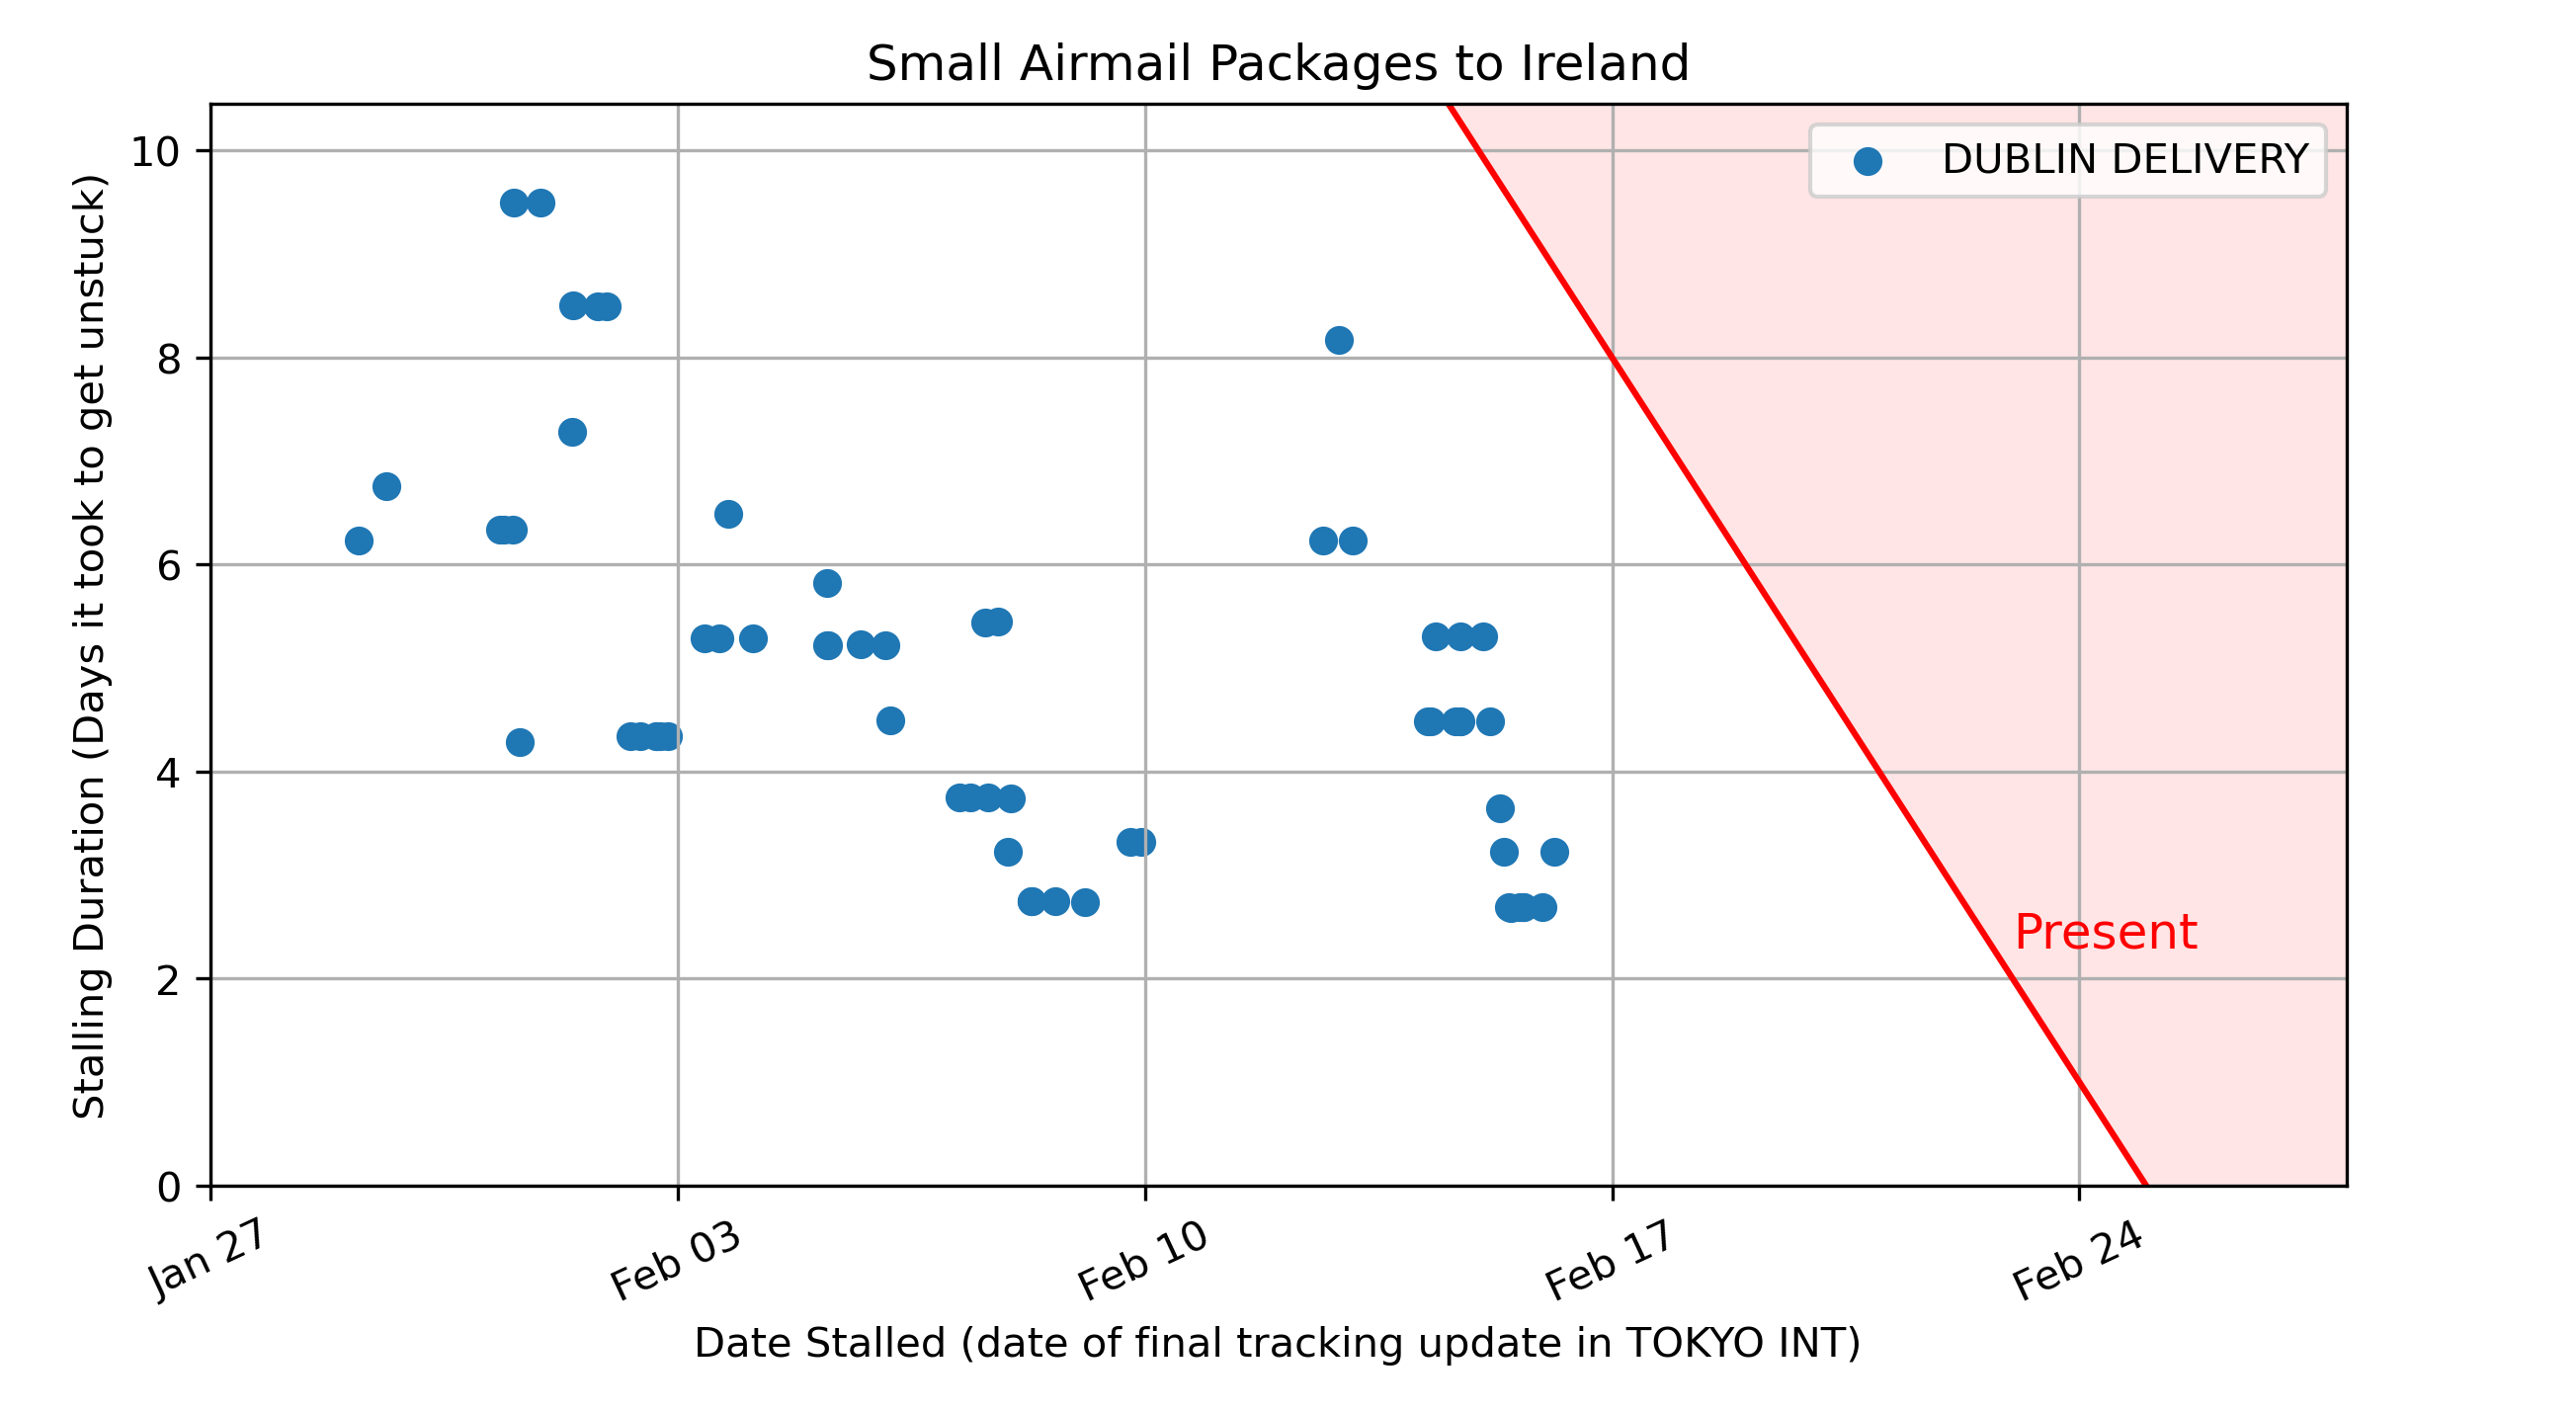 Small Airmail Packages to Ireland
DUBLIN DELIVERY
Stalling Duration (Days it took to get unstuck)
10
8
6
4
2
0
Present
Jan 27
Feb 03
Feb 10
Feb 17
Feb 24
Date Stalled (date of final tracking update in TOKYO INT)